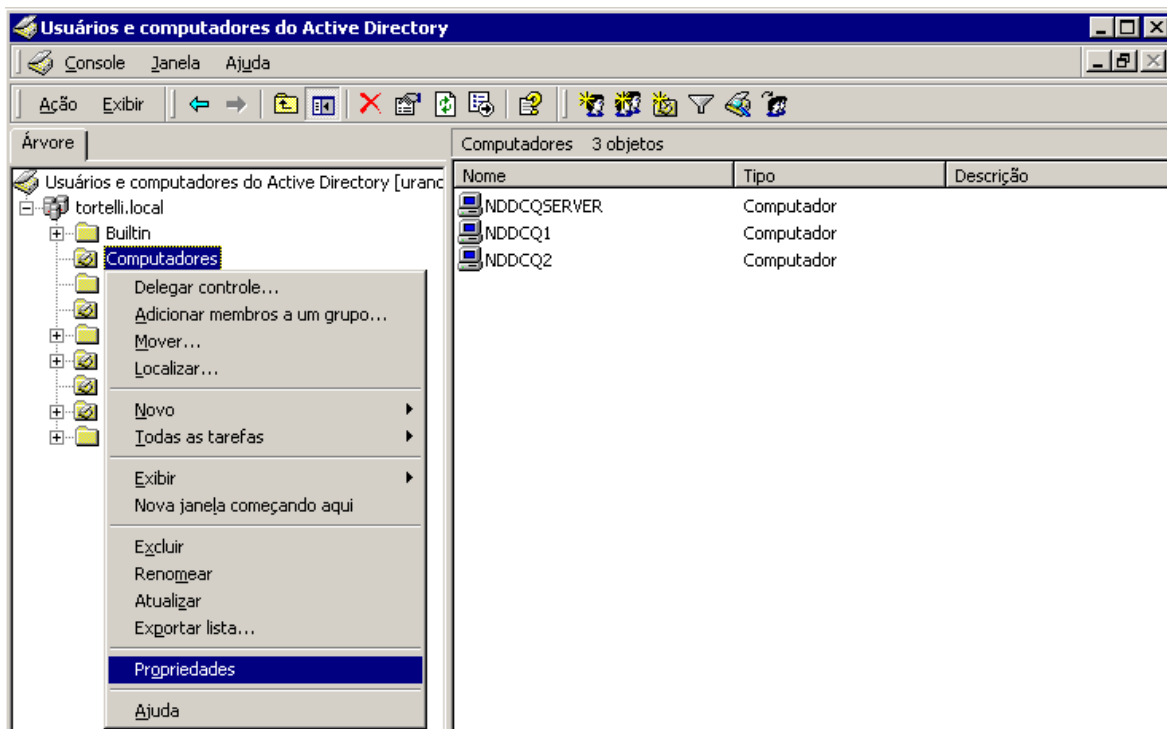 Usuários e computadores do Active Directory
Console Janela Ajuda
Ação Exibir
Árvore
Computadores 3 objetos
Usuários e computadores do Active Directory [uranc
tortelli.local
Builtin
Computadores
Nome Tipo Descrição
NDDCQSERVER Computador
NDDCQ1 Computador
NDDCQ2 Computador
Delegar controle...
Adicionar membros a um grupo...
Mover...
Localizar...
Novo
Todas as tarefas
Exibir
Nova janela começando aqui
Excluir
Renomear
Atualizar
Exportar lista...
Propriedades
Ajuda